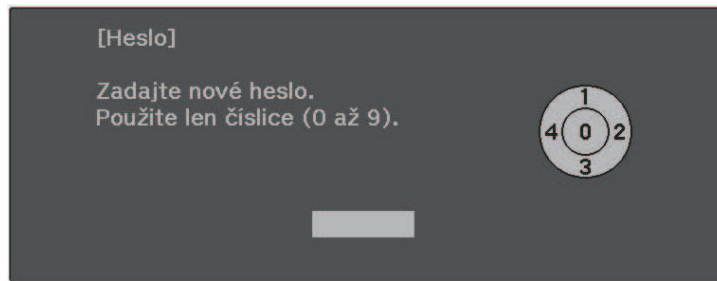 [Heslo]
Zadajte nové heslo.
Použite len číslice (0 až 9).
1
4 0 2
3